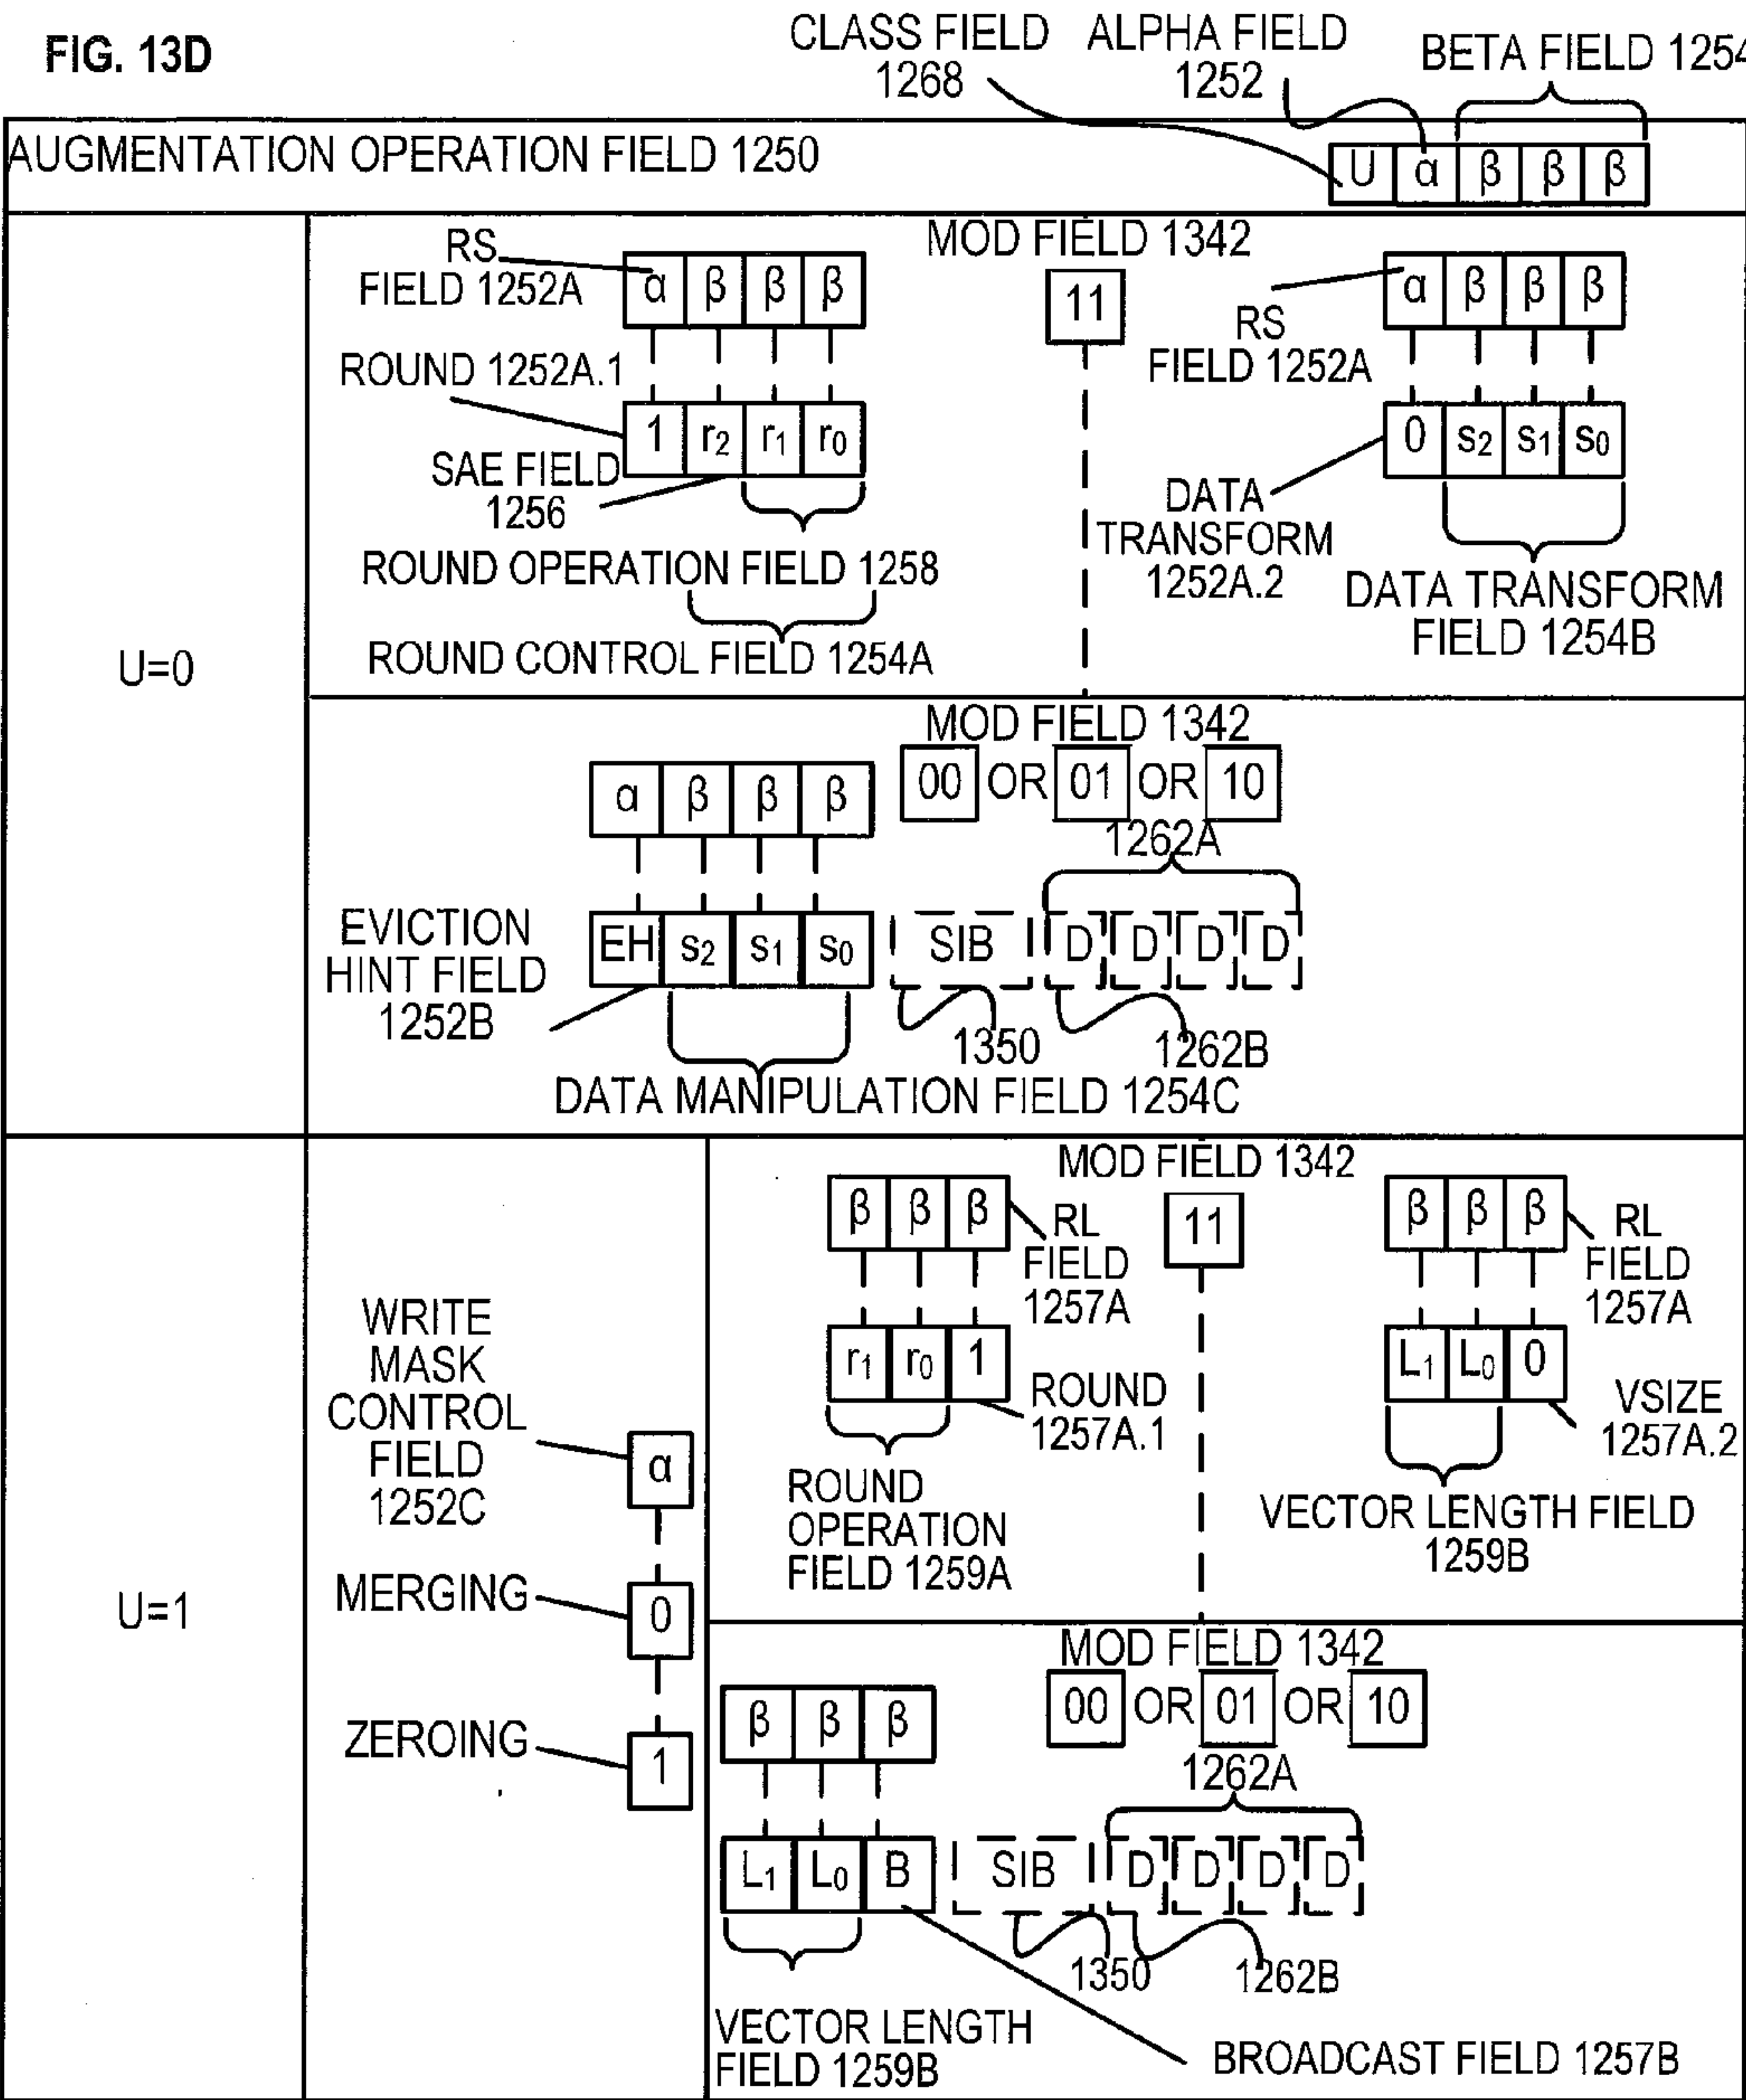 FIG. 13D
CLASS FIELD
1268
ALPHA FIELD
1252
BETA FIELD 1254
AUGMENTATION OPERATION FIELD 1250
U α β β β
U=0
MOD FIELD 1342
11
RS
FIELD 1252A
α β β β
ROUND 1252A.1
1 r2 r1 r0
SAE FIELD
1256
ROUND OPERATION FIELD 1258
ROUND CONTROL FIELD 1254A
α β β β
RS
FIELD 1252A
0 s2 s1 s0
DATA
TRANSFORM
1252A.2
DATA TRANSFORM
FIELD 1254B
MOD FIELD 1342
00 OR 01 OR 10
α β β β
1262A
EVICTION
HINT FIELD
1252B
EH s2 s1 s0 SIB D D D D
1350
1262B
DATA MANIPULATION FIELD 1254C
U=1
WRITE
MASK
CONTROL
FIELD
1252C
α
MERGING
0
ZEROING
1
MOD FIELD 1342
11
β β β
RL
FIELD
1257A
r1 r0 1
ROUND
1257A.1
ROUND
OPERATION
FIELD 1259A
β β β
RL
FIELD
1257A
L1 L0 0
VSIZE
1257A.2
VECTOR LENGTH FIELD
1259B
MOD FIELD 1342
00 OR 01 OR 10
β β β
1262A
L1 L0 B SIB D D D D
1350
1262B
VECTOR LENGTH
FIELD 1259B
BROADCAST FIELD 1257B